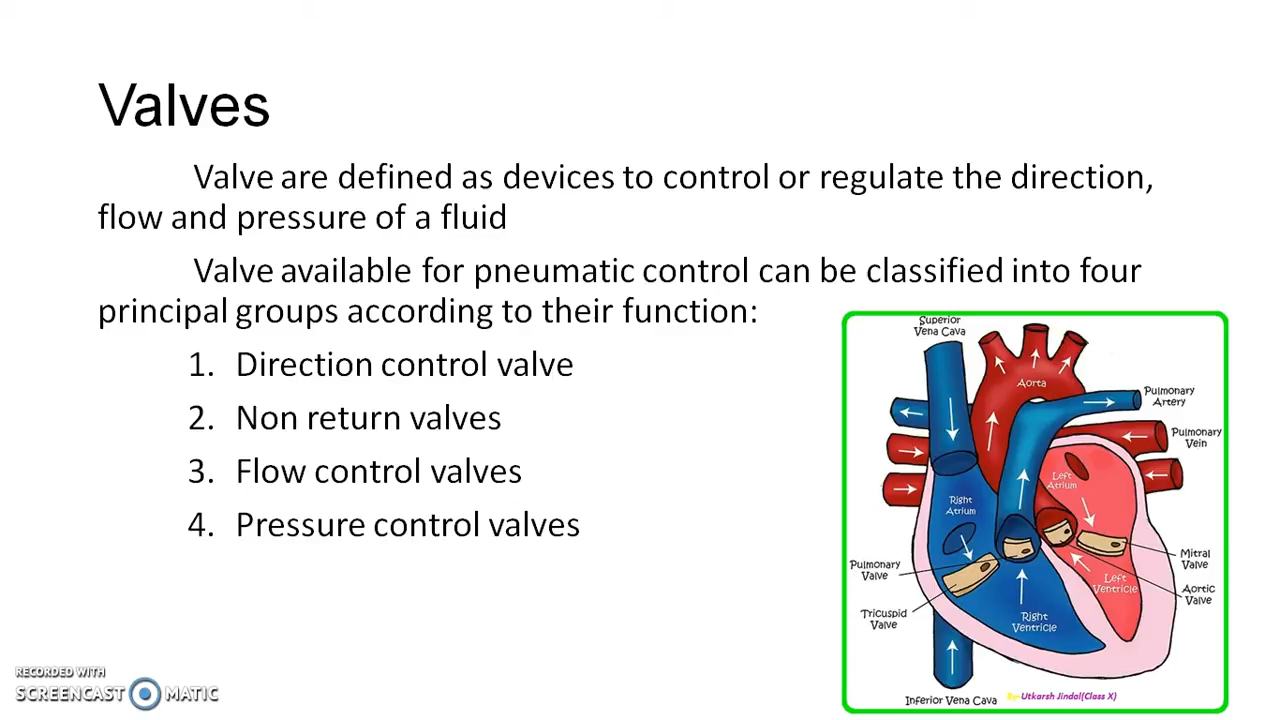 Valves
Valve are defined as devices to control or regulate the direction,
flow and pressure of a fluid
Valve available for pneumatic control can be classified into four
principal groups according to their function:
1. Direction control valve
2. Non return valves
3. Flow control valves
4. Pressure control valves
Superior
Vena Cava
Aorta
Pulmonary
Artery
Pulmonary
Vein
Left
Atrium
Right
Atrium
Mitral
Valve
Pulmonary
Valve
Left
Ventricle
Aortic
Valve
Tricuspid
Valve
Right
Ventricle
Inferior Vena Cava
By-Utkarsh Jindal(Class X)
RECORDED WITH
SCREENCAST MATIC